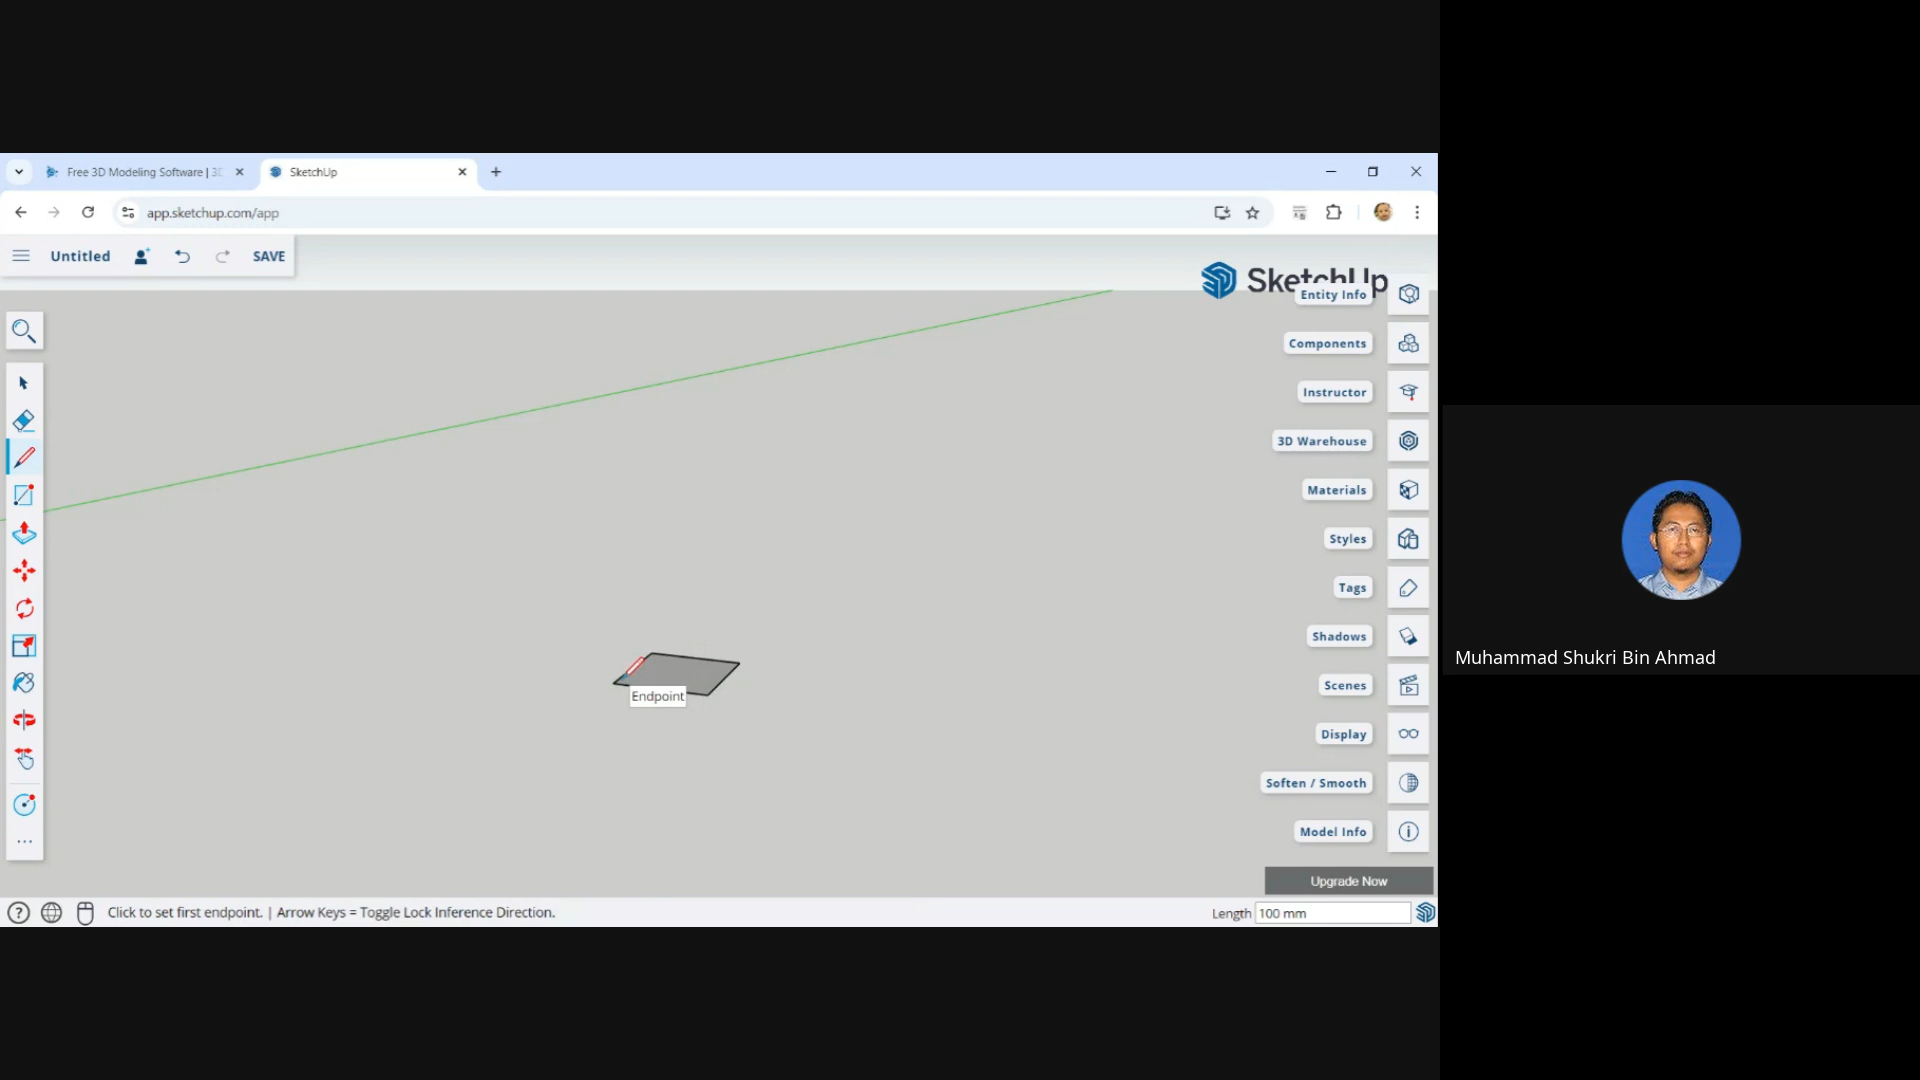 Free 3D Modeling Software | 3D
SketchUp
app.sketchup.com/app
Untitled
SAVE
SketchUp
Entity Info
Components
Instructor
3D Warehouse
Materials
Styles
Tags
Shadows
Scenes
Display
Soften / Smooth
Model Info
Endpoint
Muhammad Shukri Bin Ahmad
Upgrade Now
Click to set first endpoint. | Arrow Keys = Toggle Lock Inference Direction.
Length 100 mm